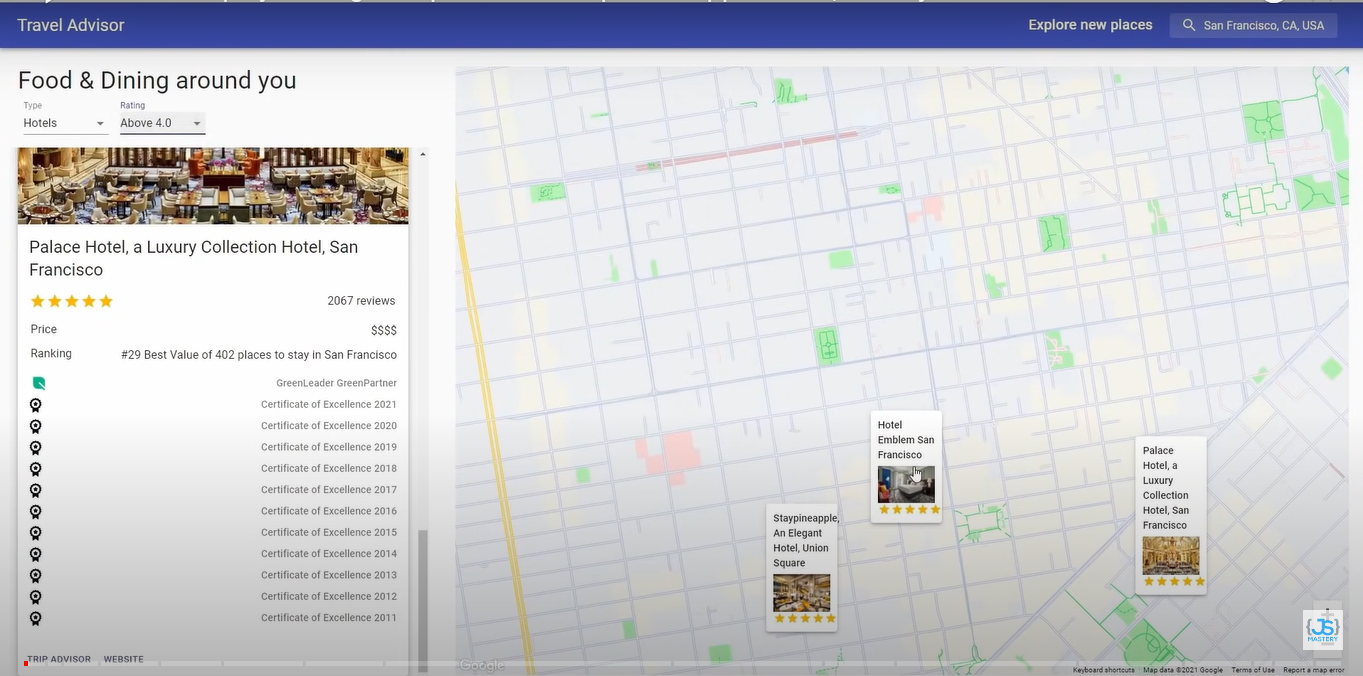 Travel Advisor
Explore new places
San Francisco, CA, USA
Food & Dining around you
Type
Rating
Hotels
Above 4.0
Palace Hotel, a Luxury Collection Hotel, San
Francisco
2067 reviews
Price
$$$$
Ranking
#29 Best Value of 402 places to stay in San Francisco
GreenLeader GreenPartner
Certificate of Excellence 2021
Certificate of Excellence 2020
Certificate of Excellence 2019
Certificate of Excellence 2018
Certificate of Excellence 2017
Certificate of Excellence 2016
Certificate of Excellence 2015
Certificate of Excellence 2014
Certificate of Excellence 2013
Certificate of Excellence 2012
Certificate of Excellence 2011
TRIP ADVISOR
WEBSITE
Hotel
Emblem San
Francisco
Staypineapple,
An Elegant
Hotel, Union
Square
Palace
Hotel, a
Luxury
Collection
Hotel, San
Francisco
{JS}
MASTERY
Google
Keyboard shortcuts
Map data ©2021 Google
Terms of Use
Report a map error